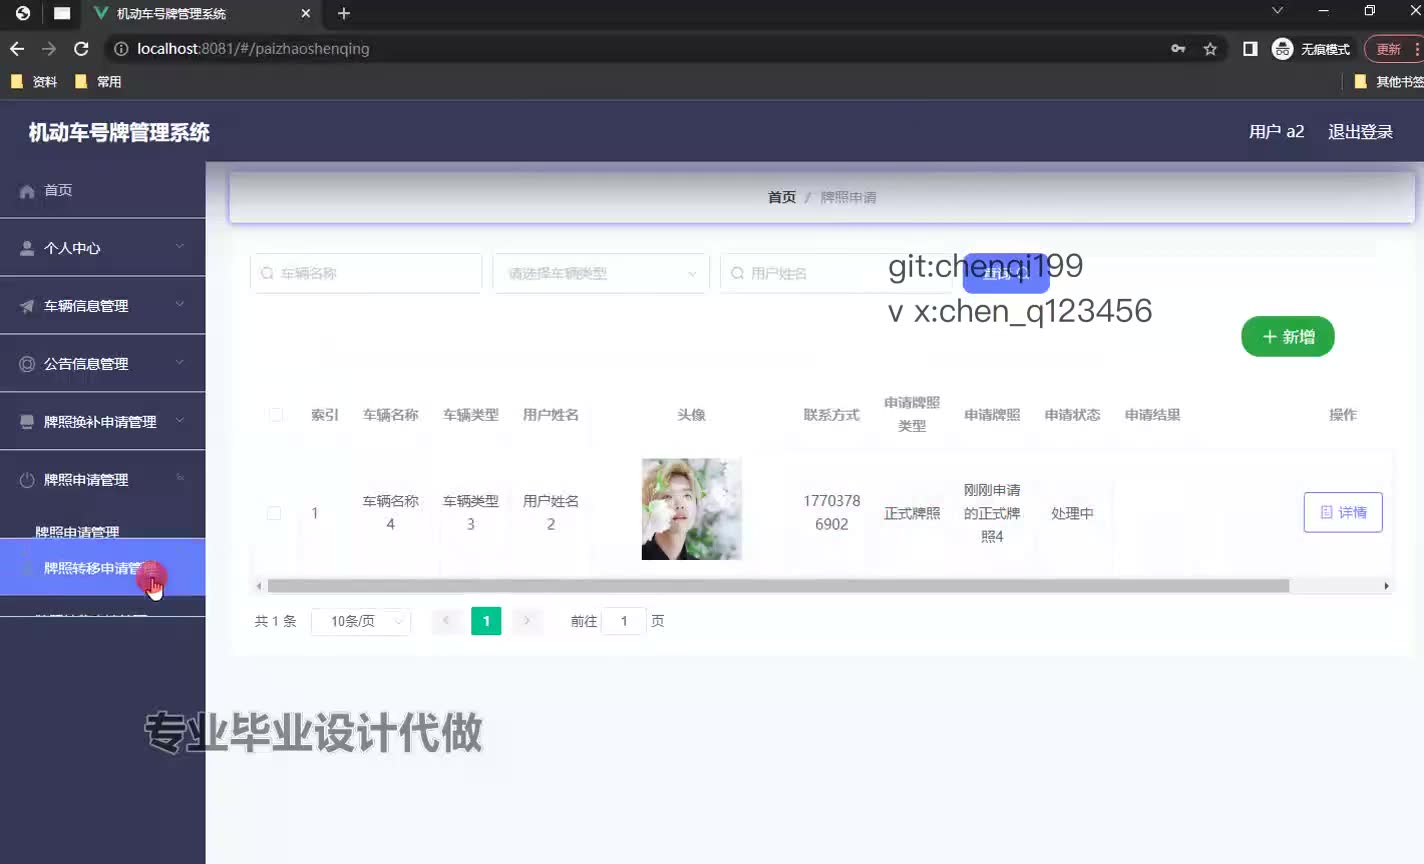 机动车号牌管理系统
localhost:8081/#/paizhaoshenqing
无痕模式
更新
资料
常用
其他书签
机动车号牌管理系统
用户 a2
退出登录
首页
个人中心
车辆信息管理
公告信息管理
牌照换补申请管理
牌照申请管理
牌照申请管理
牌照转移申请管理
首页 / 牌照申请
车辆名称
请选择车辆类型
用户姓名
查询
git:chenqi199
v x:chen_q123456
+ 新增
索引 车辆名称 车辆类型 用户姓名 头像 联系方式 申请牌照类型 申请牌照 申请状态 申请结果 操作
1 车辆名称4 车辆类型3 用户姓名2 17703786902 正式牌照 刚刚申请的正式牌照4 处理中 详情
共 1 条 10条/页 1 前往 1 页
专业毕业设计代做